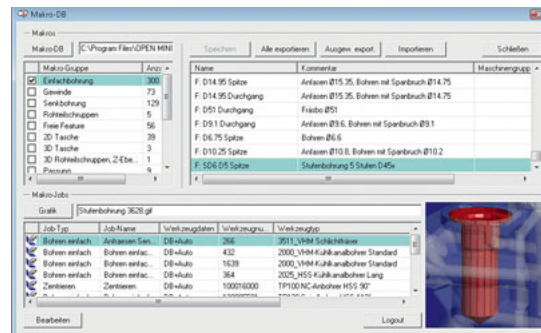 Makro-DB
Makros
Makro-DB C:\Program Files\OPEN MINI Speichern Alle exportieren Ausgew. export. Importieren Schließen
Makro-Gruppe Anz
Einfachbohrung 300
Gewinde 73
Senkbohrung 129
Rohteilschruppen 5
Freie Feature 56
2D Tasche 39
3D Tasche 3
3D Rohteilschruppen, Z-Ebe... 1
Passung 9
Name Kommentar Maschinengrupp
F: D14.95 Spitze Anfasen Ø15.35, Bohren mit Spanbruch Ø14.75
F: D14.95 Durchgang Anfasen Ø15.35, Bohren mit Spanbruch Ø14.75
F: D51 Durchgang Fräsbo Ø51
F: D9.1 Durchgang Anfasen Ø9.6, Bohren mit Spanbruch Ø9.1
F: D6.75 Spitze Bohren Ø6.6
F: D10.25 Spitze Anfasen Ø10.8, Bohren mit Spanbruch Ø10.2
F: SD6 D5 Spitze Stufenbohrung 5 Stufen D45x
Makro-Jobs
Grafik Stufenbohrung 3628.gif
Job-Typ Job-Name Werkzeugdaten Werkzeugnu... Werkzeugtyp
Bohren einfach Anfraesen Sen... DB+Auto 266 3511_VHM Schlichtfräser
Bohren einfach Bohren einfac... DB+Auto 432 2000_VHM Kühlkanalbohrer Standard
Bohren einfach Bohren einfac... DB+Auto 1639 2000_VHM Kühlkanalbohrer Standard
Bohren einfach Bohren einfac... DB+Auto 364 2025_HSS Kühlkanalbohrer Lang
Zentrieren Zentrieren DB+Auto 100016000 TP100 NC-Anbohrer HSS 90°
Bearbeiten Logout